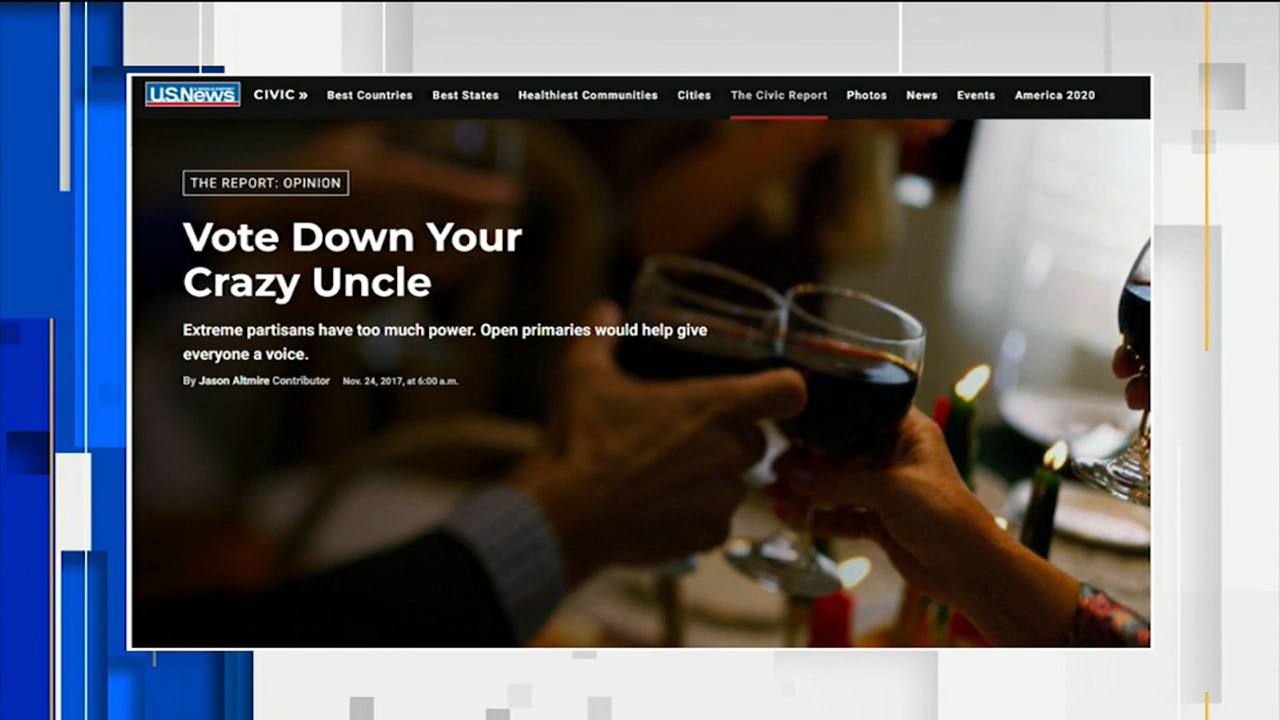 U.S.News CIVIC » Best Countries Best States Healthiest Communities Cities The Civic Report Photos News Events America 2020
THE REPORT: OPINION
Vote Down Your
Crazy Uncle
Extreme partisans have too much power. Open primaries would help give
everyone a voice.
By Jason Altmire Contributor Nov. 24, 2017, at 6:00 a.m.